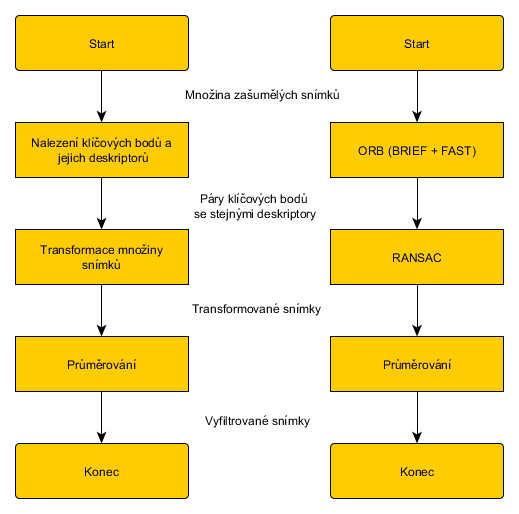 Start
Start
Množina zašumělých snímků
Nalezení klíčových bodů a
jejich deskriptorů
ORB (BRIEF + FAST)
Páry klíčových bodů
se stejnými deskriptory
Transformace množiny
snímků
RANSAC
Transformované snímky
Průměrování
Průměrování
Vyfiltrované snímky
Konec
Konec